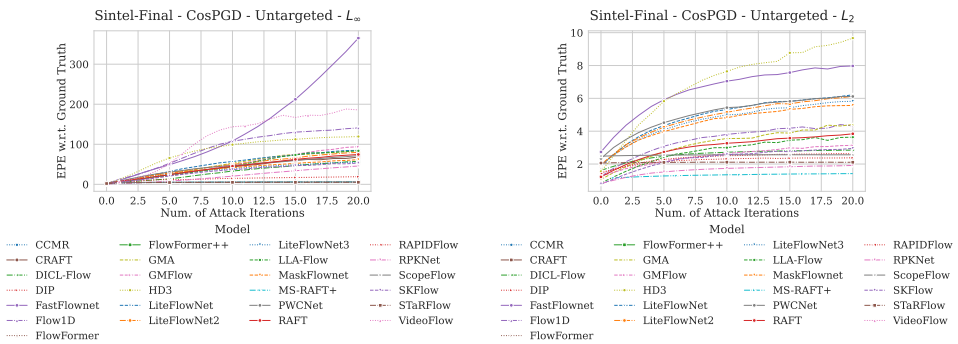 Sintel-Final - CosPGD - Untargeted - L∞
EPE w.r.t. Ground Truth
300
200
100
0
0.0 2.5 5.0 7.5 10.0 12.5 15.0 17.5 20.0
Num. of Attack Iterations
Model
CCMR FlowFormer++ LiteFlowNet3 RAPIDFlow
CRAFT GMA LLA-Flow RPKNet
DICL-Flow GMFlow MaskFlownet ScopeFlow
DIP HD3 MS-RAFT+ SKFlow
FastFlownet LiteFlowNet PWCNet STaRFlow
Flow1D LiteFlowNet2 RAFT VideoFlow
FlowFormer
Sintel-Final - CosPGD - Untargeted - L2
EPE w.r.t. Ground Truth
10
8
6
4
2
0.0 2.5 5.0 7.5 10.0 12.5 15.0 17.5 20.0
Num. of Attack Iterations
Model
CCMR FlowFormer++ LiteFlowNet3 RAPIDFlow
CRAFT GMA LLA-Flow RPKNet
DICL-Flow GMFlow MaskFlownet ScopeFlow
DIP HD3 MS-RAFT+ SKFlow
FastFlownet LiteFlowNet PWCNet STaRFlow
Flow1D LiteFlowNet2 RAFT VideoFlow
FlowFormer